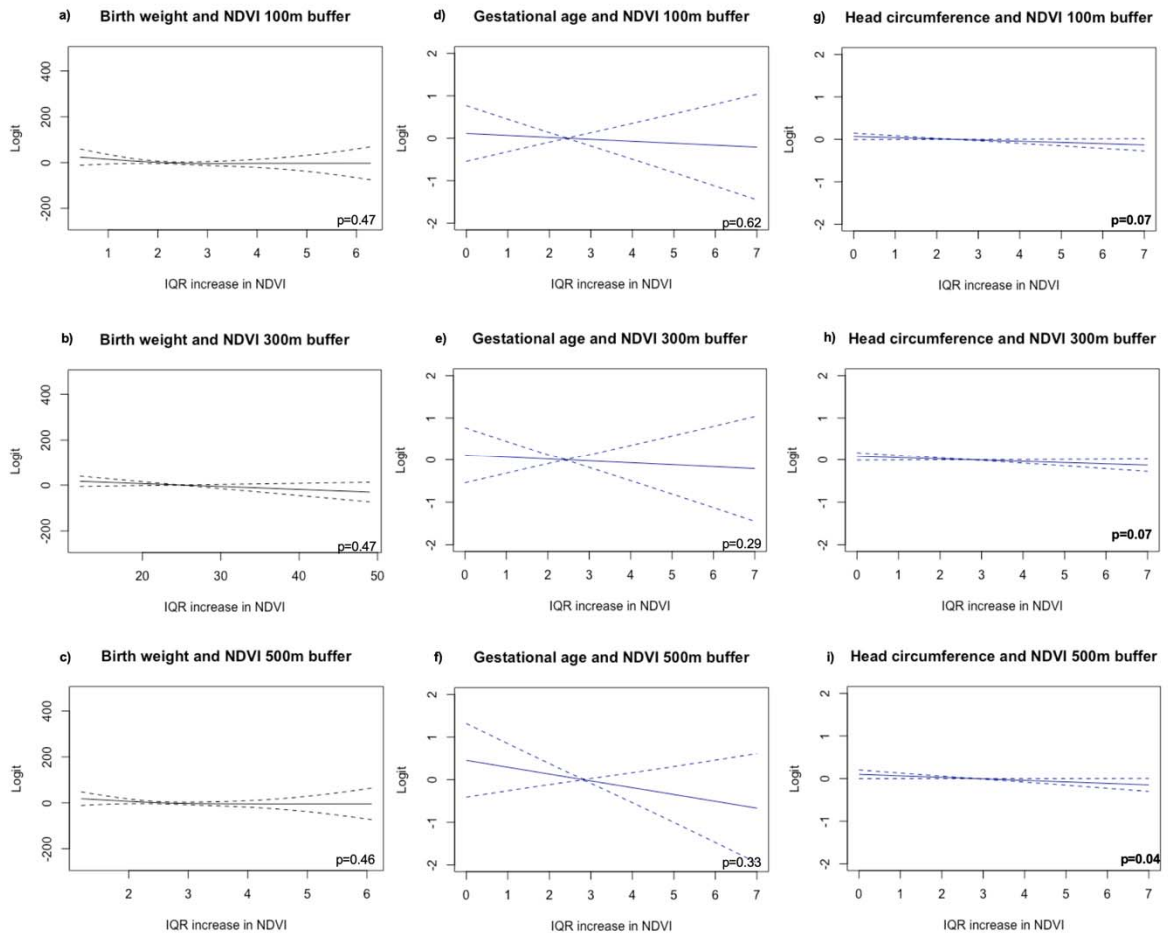 a) Birth weight and NDVI 100m buffer
Logit
400
200
0
-200
p=0.47
1 2 3 4 5 6
IQR increase in NDVI
d) Gestational age and NDVI 100m buffer
Logit
2
1
0
-1
-2
p=0.62
0 1 2 3 4 5 6 7
IQR increase in NDVI
g) Head circumference and NDVI 100m buffer
Logit
2
1
0
-1
-2
p=0.07
0 1 2 3 4 5 6 7
IQR increase in NDVI
b) Birth weight and NDVI 300m buffer
Logit
400
200
0
-200
p=0.47
20 30 40 50
IQR increase in NDVI
e) Gestational age and NDVI 300m buffer
Logit
2
1
0
-1
-2
p=0.29
0 1 2 3 4 5 6 7
IQR increase in NDVI
h) Head circumference and NDVI 300m buffer
Logit
2
1
0
-1
-2
p=0.07
0 1 2 3 4 5 6 7
IQR increase in NDVI
c) Birth weight and NDVI 500m buffer
Logit
400
200
0
-200
p=0.46
2 3 4 5 6
IQR increase in NDVI
f) Gestational age and NDVI 500m buffer
Logit
2
1
0
-1
-2
p=0.33
0 1 2 3 4 5 6 7
IQR increase in NDVI
i) Head circumference and NDVI 500m buffer
Logit
2
1
0
-1
-2
p=0.04
0 1 2 3 4 5 6 7
IQR increase in NDVI